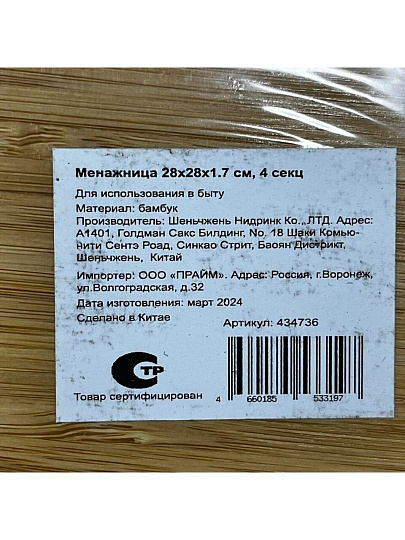 Менажница 28х28х1.7 см, 4 секц
Для использования в быту
Материал: бамбук
Производитель: Шеньчжень Нидринк Ко., ЛТД. Адрес:
А1401, Голдман Сакс Билдинг, No. 18 Шаки Комью-
нити Сентэ Роад, Синкао Стрит, Баоян Дистрикт,
Шеньчжень, Китай
Импортер: ООО «ПРАЙМ». Адрес: Россия, г.Воронеж,
ул.Волгоградская, д.32
Дата изготовления: март 2024
Сделано в Китае
Артикул: 434736
СТР
Товар сертифицирован
4 660185 533197